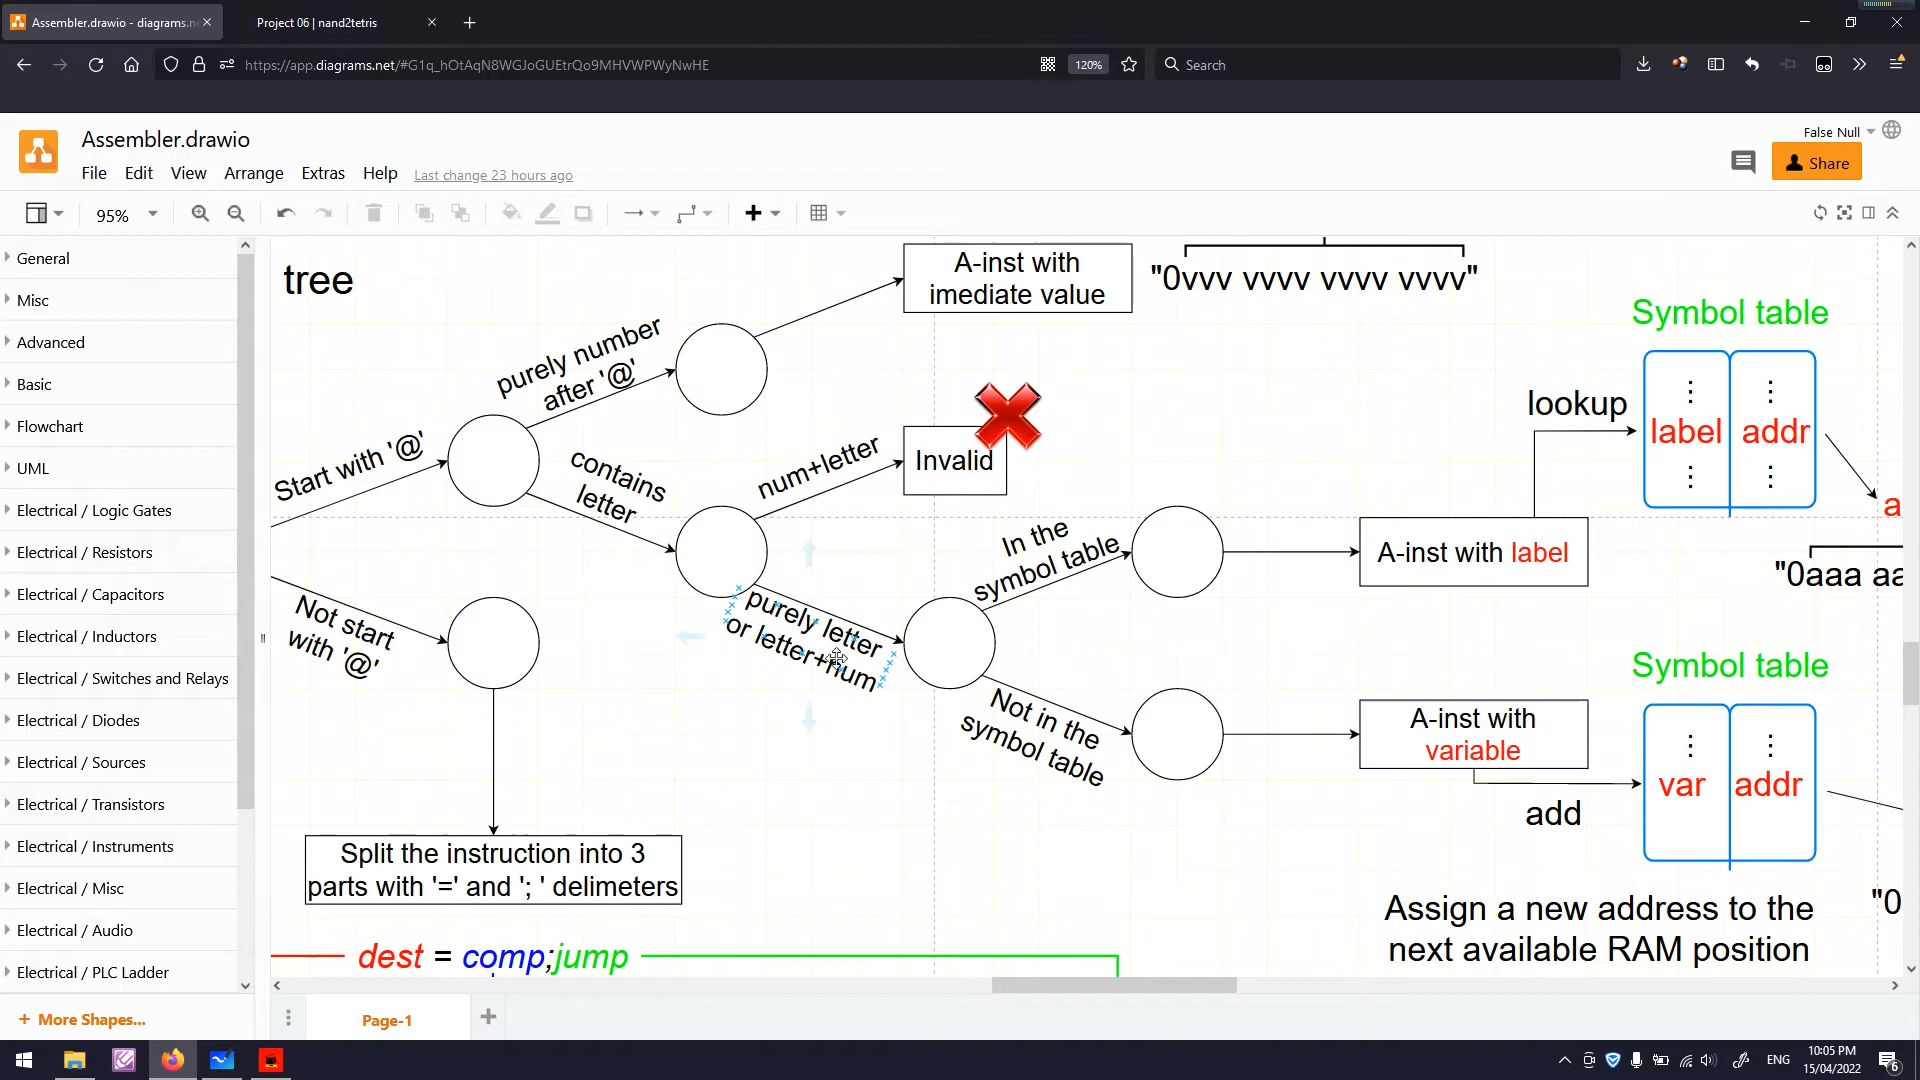 Assembler.drawio - diagrams.ne
Project 06 | nand2tetris
https://app.diagrams.net/#G1q_hOtAqN8WGJoGUEtrQo9MHVWPWyNwHE
120%
Search
Assembler.drawio
False Null
Share
File Edit View Arrange Extras Help Last change 23 hours ago
95%
General
Misc
Advanced
Basic
Flowchart
UML
Electrical / Logic Gates
Electrical / Resistors
Electrical / Capacitors
Electrical / Inductors
Electrical / Switches and Relays
Electrical / Diodes
Electrical / Sources
Electrical / Transistors
Electrical / Instruments
Electrical / Misc
Electrical / Audio
Electrical / PLC Ladder
+ More Shapes...
tree
A-inst with
imediate value
"0vvv vvvv vvvv vvvv"
purely number
after '@'
Start with '@'
contains
letter
num+letter
Invalid
Not start
with '@'
purely letter
or letter+num
In the
symbol table
Not in the
symbol table
A-inst with label
lookup
Symbol table
⋮ ⋮
label addr
⋮ ⋮
a
"0aaa aa
A-inst with
variable
add
Symbol table
⋮ ⋮
var addr
Assign a new address to the
next available RAM position
"0
Split the instruction into 3
parts with '=' and '; ' delimeters
dest = comp;jump
Page-1
ENG
10:05 PM
15/04/2022
6